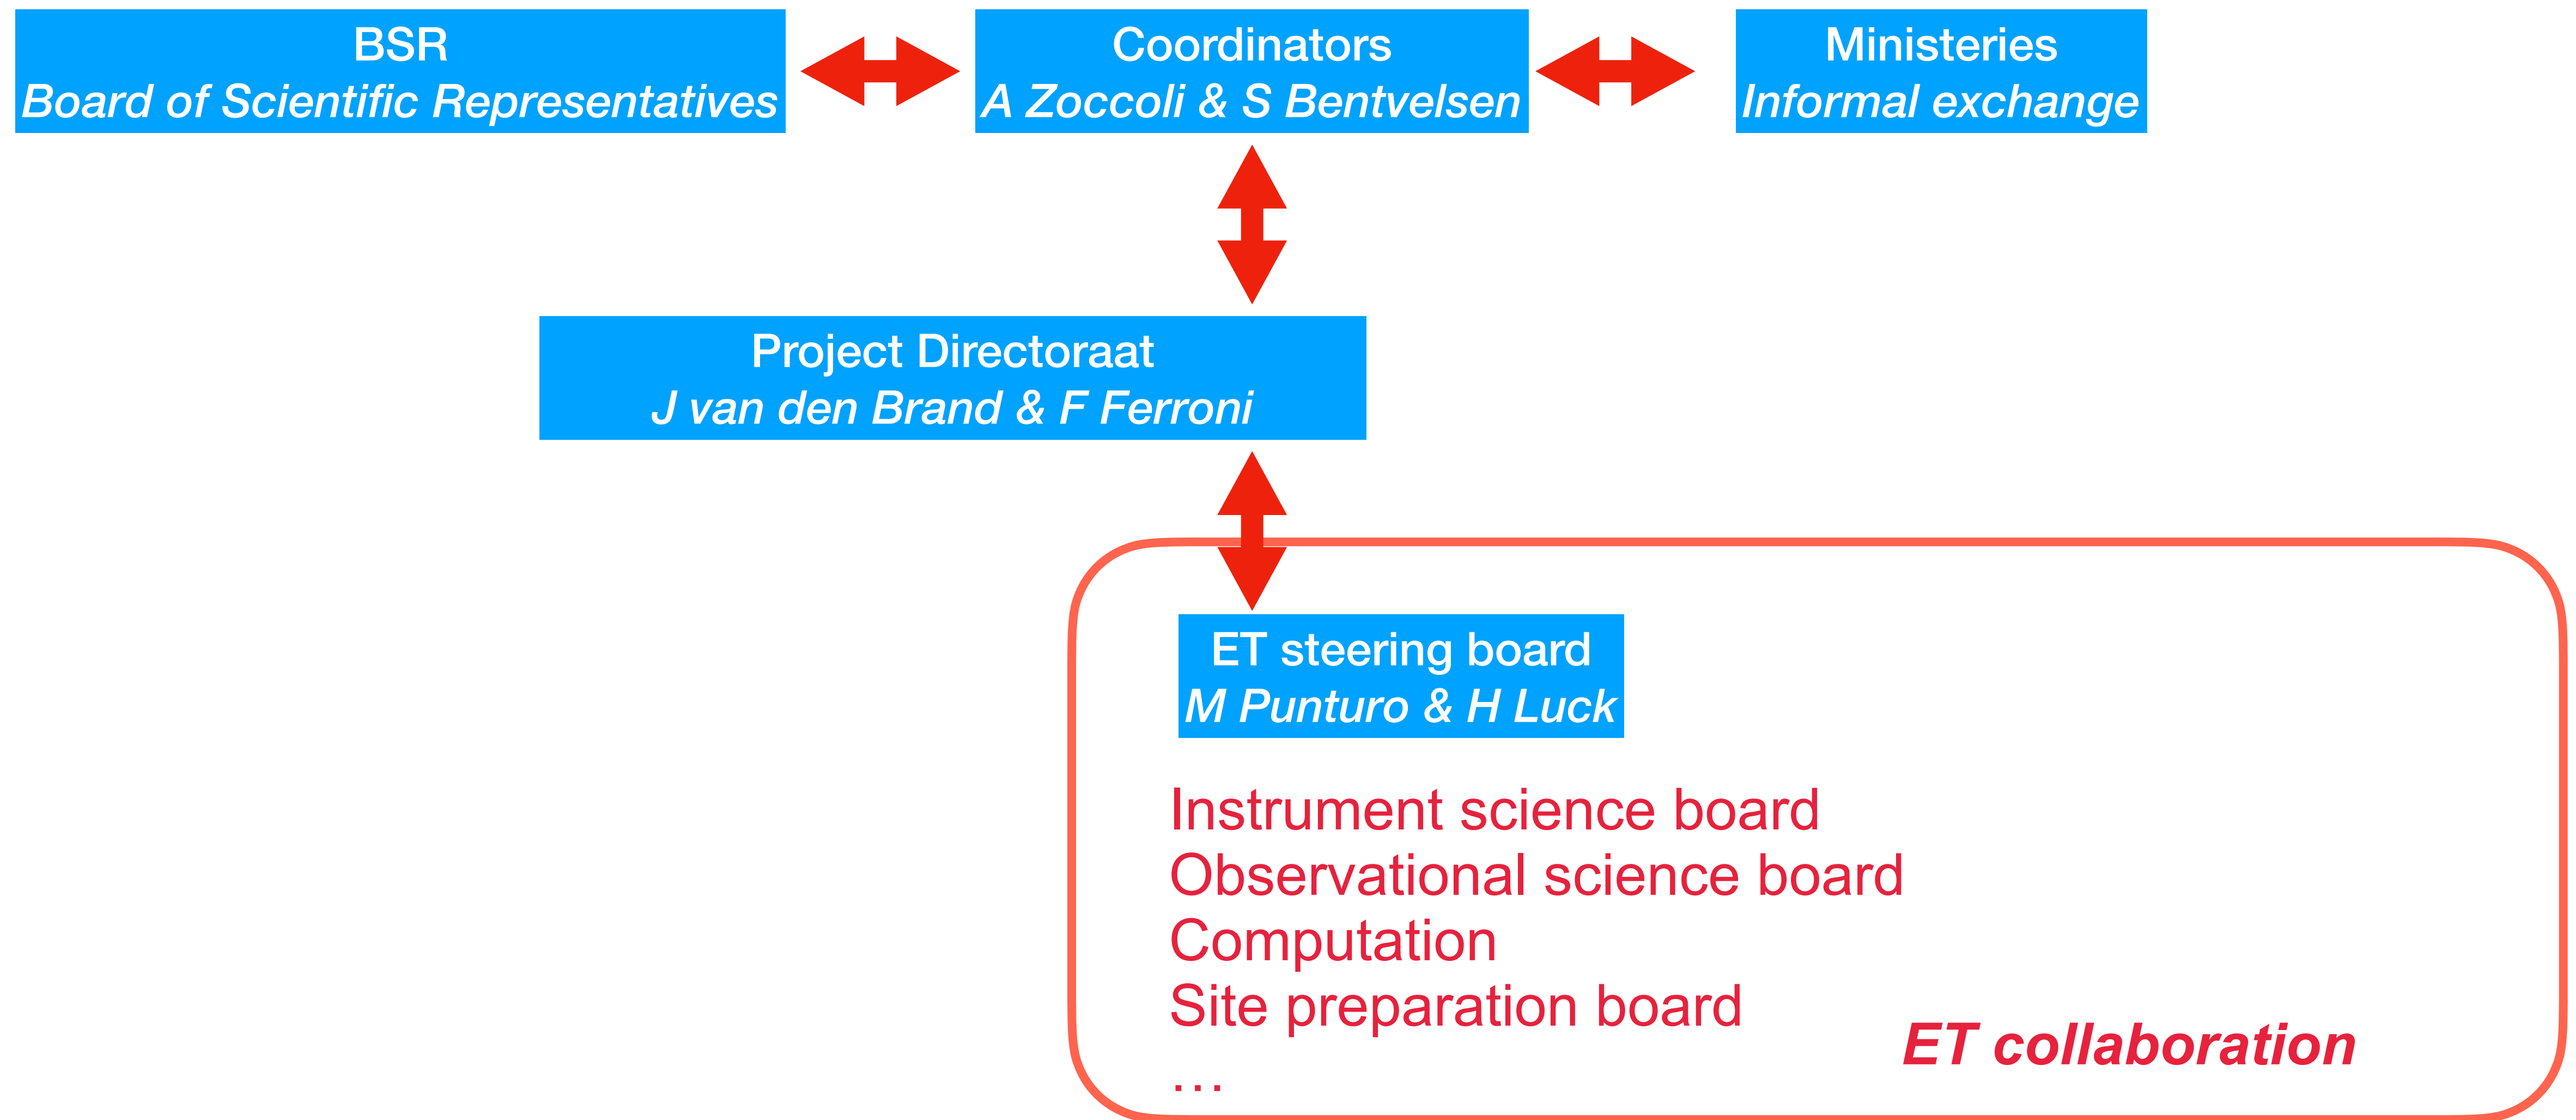 BSR
Board of Scientific Representatives
Coordinators
A Zoccoli & S Bentvelsen
Ministeries
Informal exchange
Project Directoraat
J van den Brand & F Ferroni
ET steering board
M Punturo & H Luck
Instrument science board
Observational science board
Computation
Site preparation board
…
ET collaboration